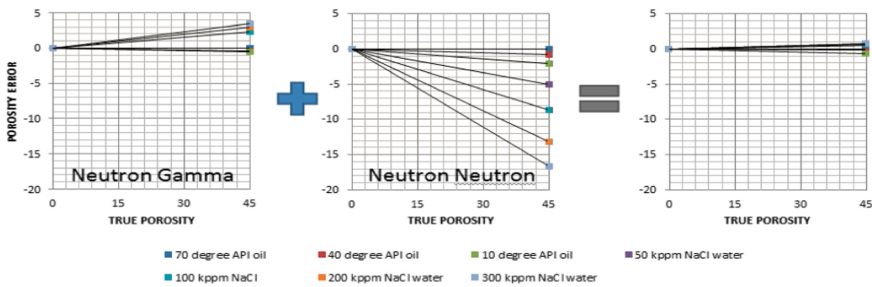 5
0
-5
-10
-15
-20
POROSITY ERROR
Neutron Gamma
0 15 30 45
TRUE POROSITY
5
0
-5
-10
-15
-20
Neutron Neutron
0 15 30 45
TRUE POROSITY
5
0
-5
-10
-15
-20
0 15 30 45
TRUE POROSITY
70 degree API oil 40 degree API oil 10 degree API oil 50 kppm NaCl water
100 kppm NaCl 200 kppm NaCl water 300 kppm NaCl water